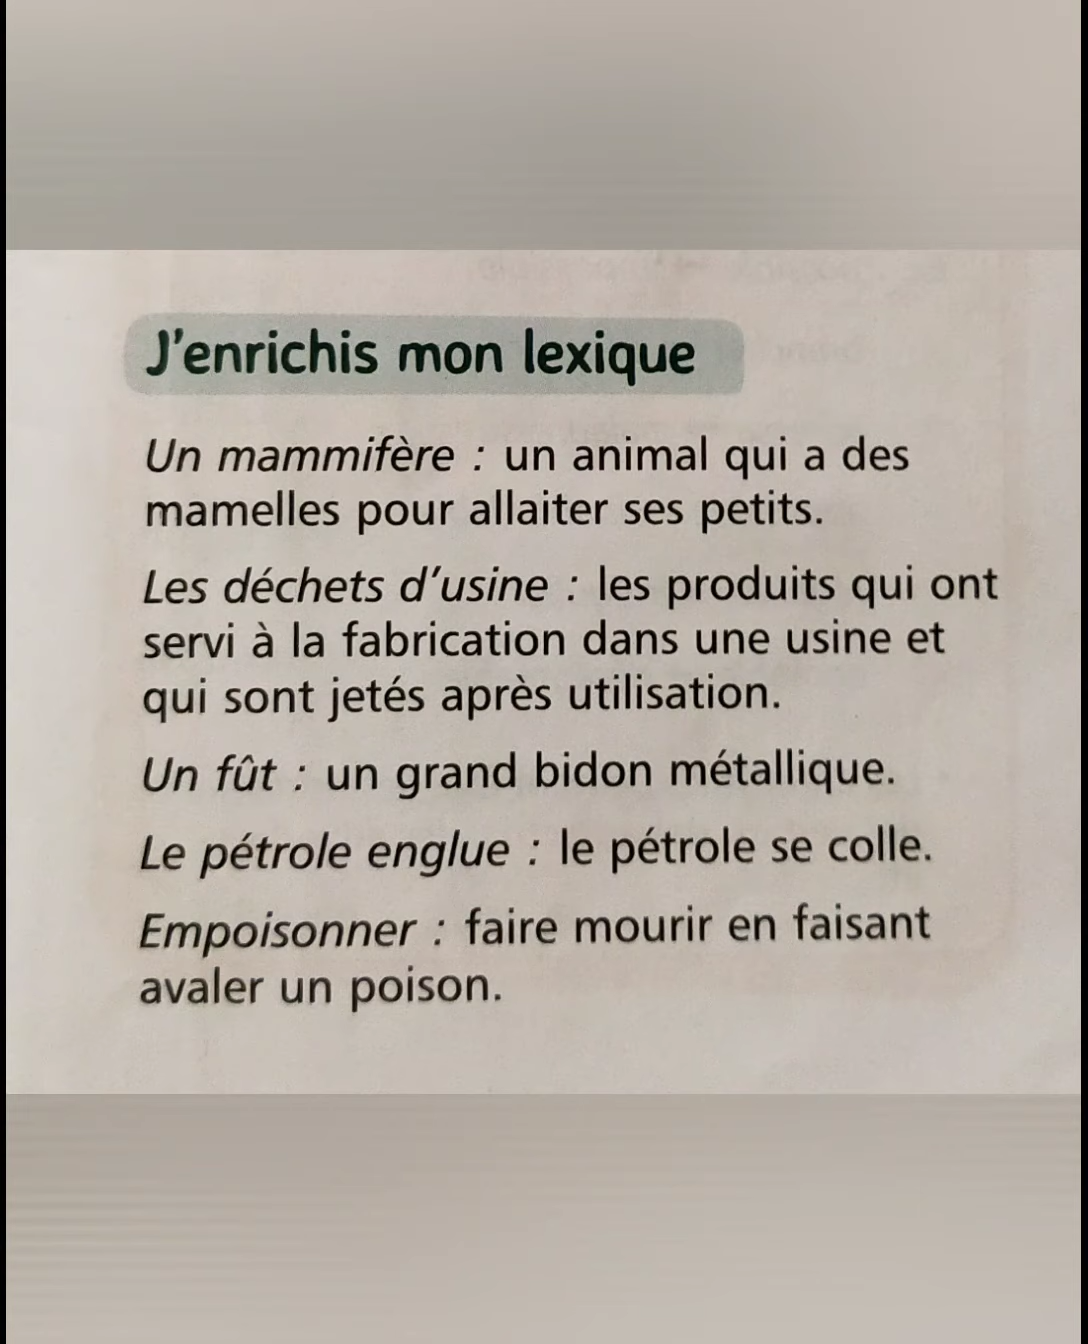 J'enrichis mon lexique
Un mammifère : un animal qui a des
mamelles pour allaiter ses petits.
Les déchets d'usine : les produits qui ont
servi à la fabrication dans une usine et
qui sont jetés après utilisation.
Un fût : un grand bidon métallique.
Le pétrole englue : le pétrole se colle.
Empoisonner : faire mourir en faisant
avaler un poison.